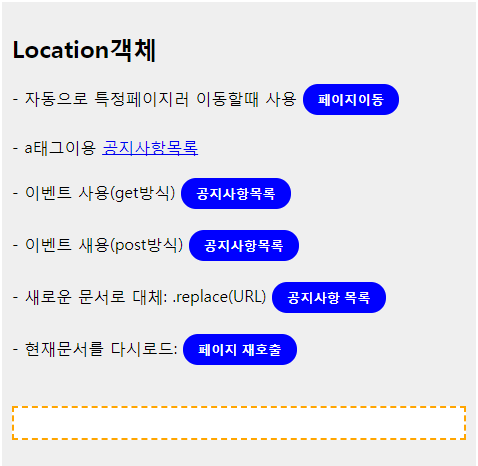 Location객체
- 자동으로 특정페이지러 이동할때 사용 페이지이동
- a태그이용 공지사항목록
- 이벤트 사용(get방식) 공지사항목록
- 이벤트 새용(post방식) 공지사항목록
- 새로운 문서로 대체: .replace(URL) 공지사항 목록
- 현재문서를 다시로드: 페이지 재호출